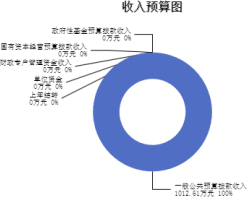 收入预算图
政府性基金预算拨款收入
0万元 0%
国有资本经营预算拨款收入
0万元 0%
财政专户管理资金收入
0万元 0%
单位资金
0万元 0%
上年结转
0万元 0%
一般公共预算拨款收入
1012.61万元 100%